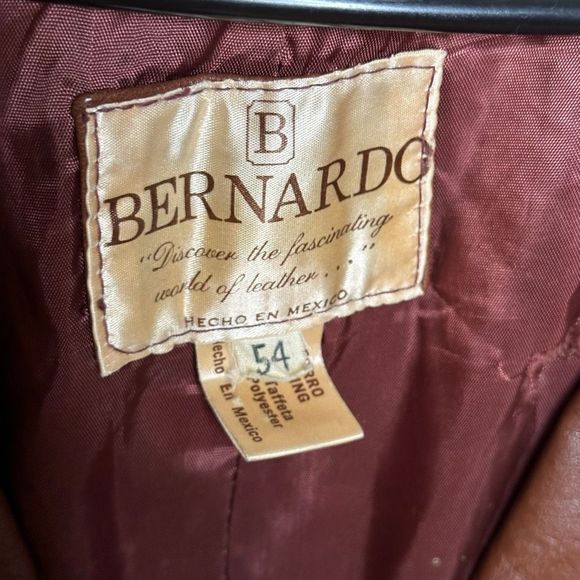 B
BERNARDO
"Discover the fascinating
world of leather..."
HECHO EN MEXICO
54
Taffeta
Polyester
Hecho
En Mexico